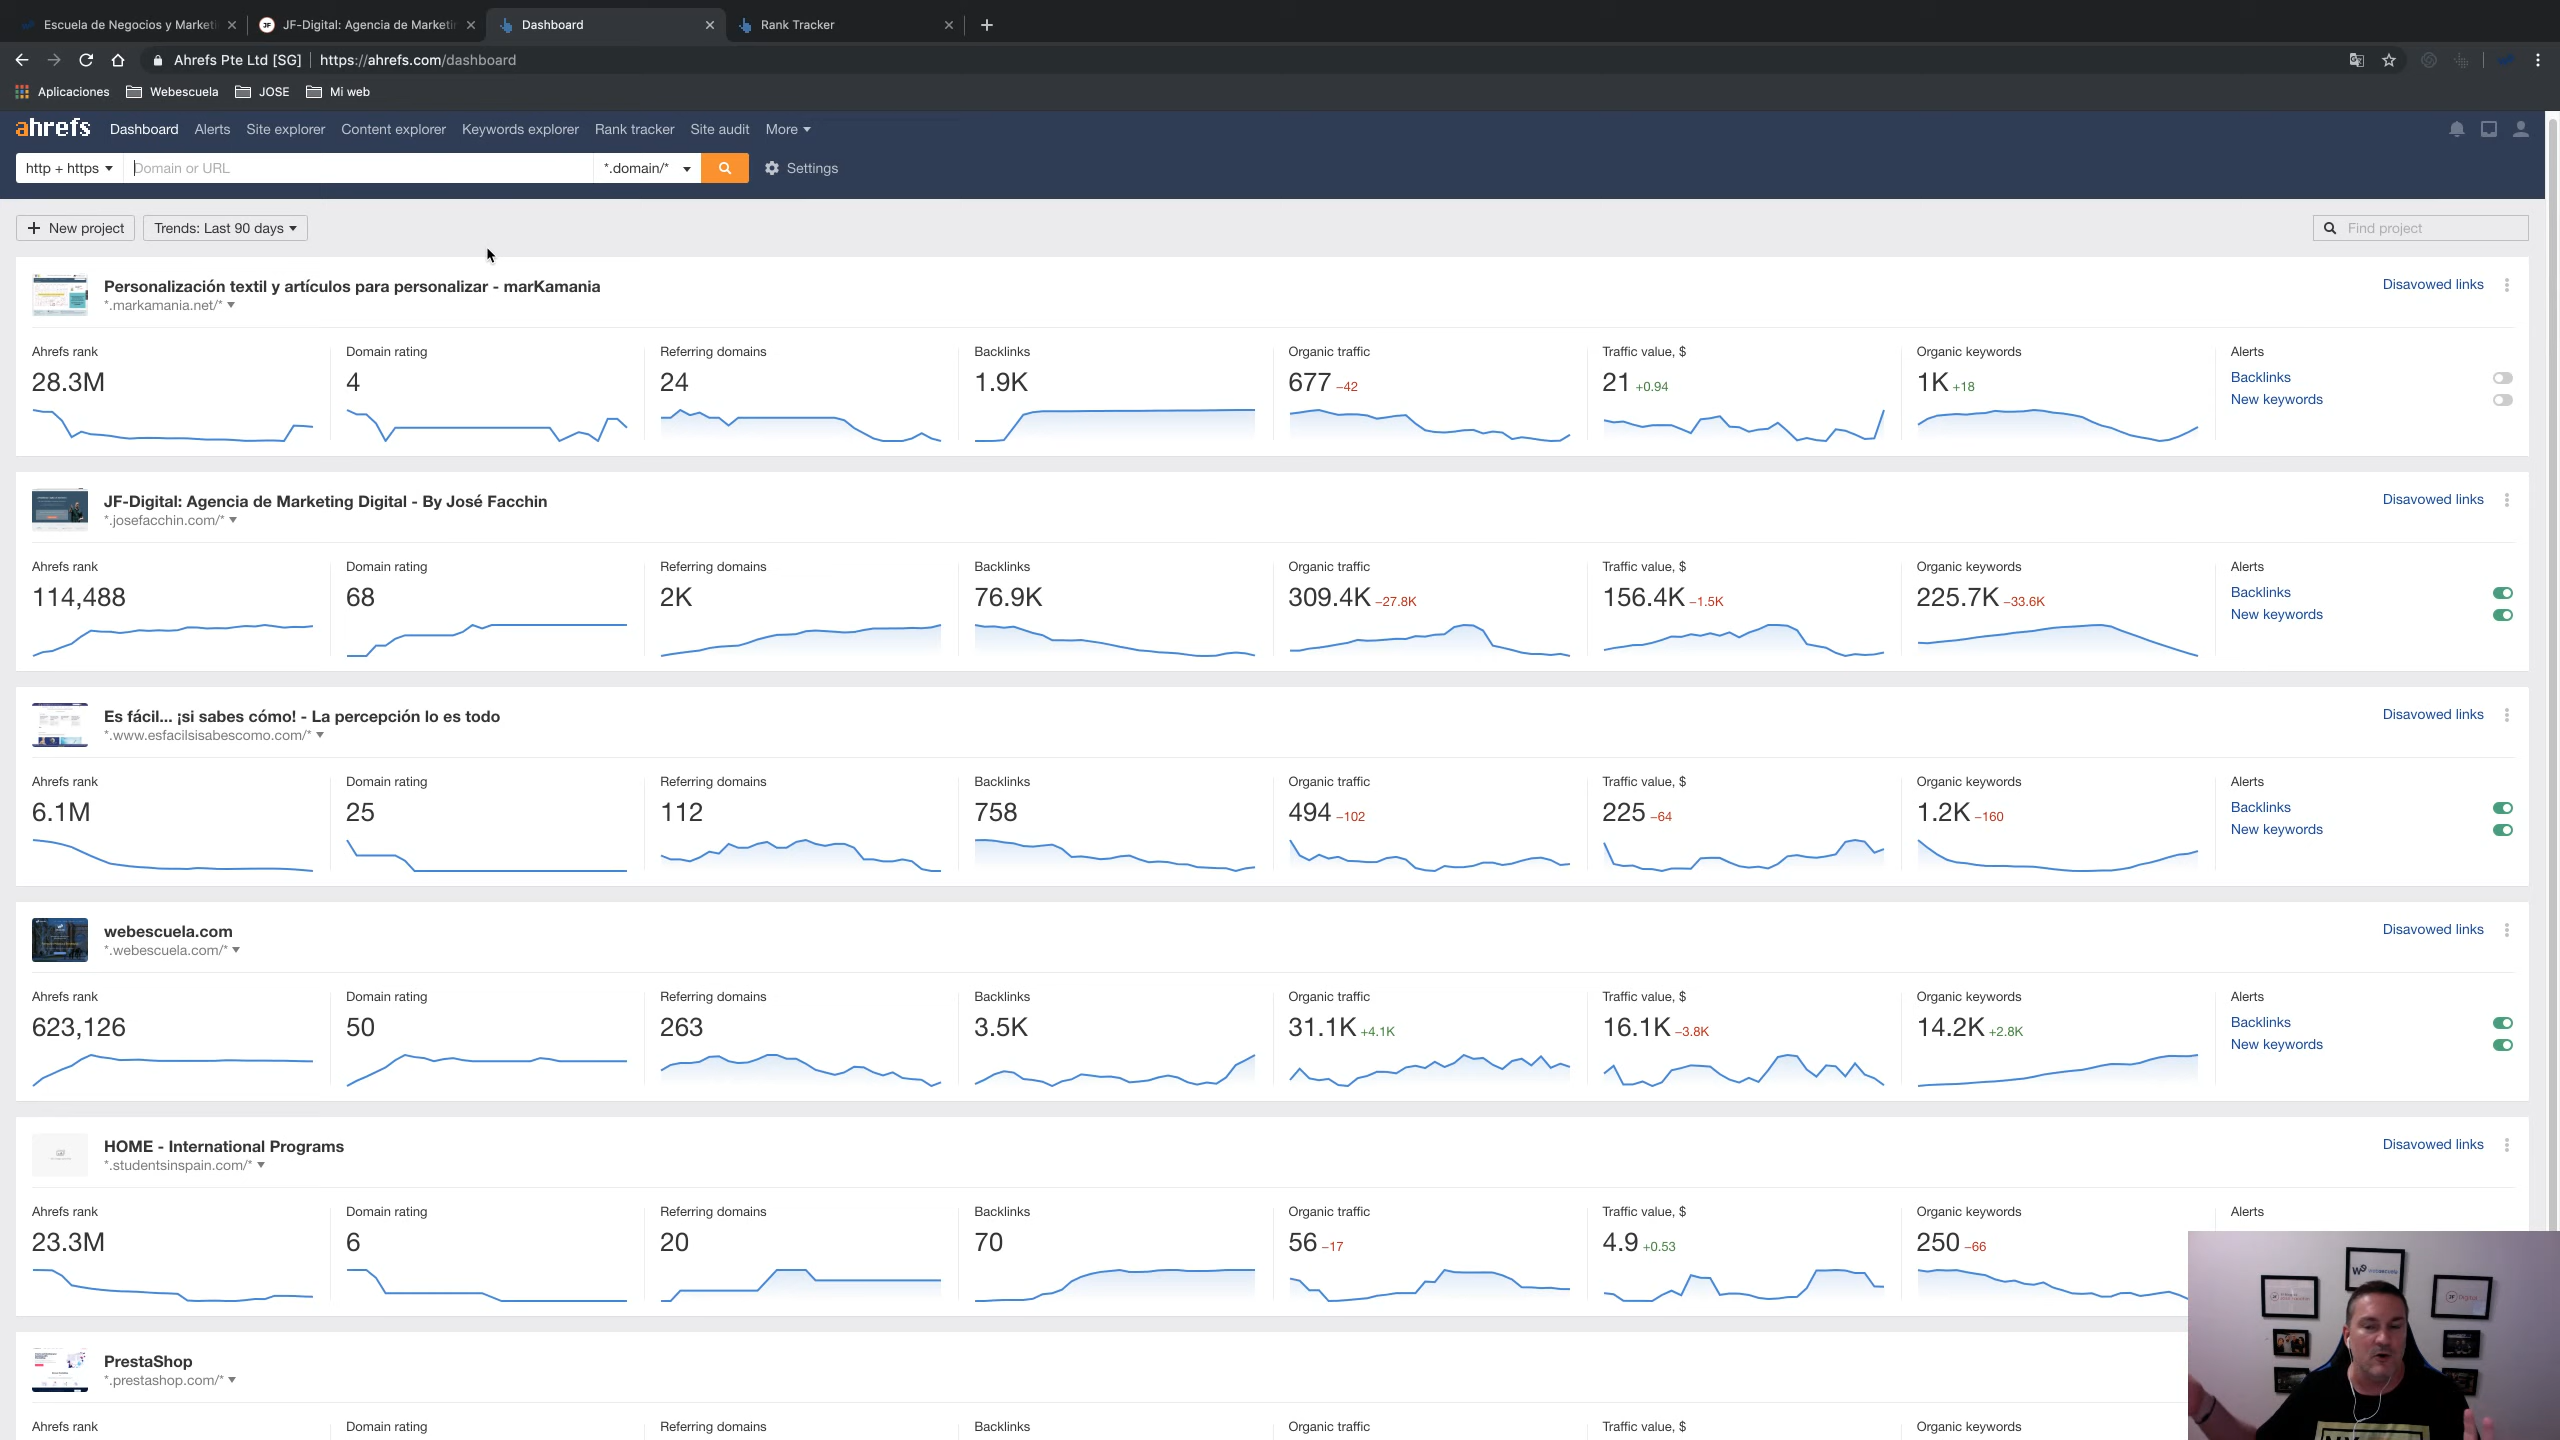 Escuela de Negocios y Marketi
JF-Digital: Agencia de Marketin
Dashboard
Rank Tracker
Ahrefs Pte Ltd [SG] | https://ahrefs.com/dashboard
Aplicaciones Webescuela JOSE Mi web
ahrefs Dashboard Alerts Site explorer Content explorer Keywords explorer Rank tracker Site audit More
http + https Domain or URL *.domain/* Settings
+ New project Trends: Last 90 days Find project
Personalización textil y artículos para personalizar - marKamania Disavowed links
*.markamania.net/*
Ahrefs rank Domain rating Referring domains Backlinks Organic traffic Traffic value, $ Organic keywords Alerts
28.3M 4 24 1.9K 677 −42 21 +0.94 1K +18 Backlinks
New keywords
JF-Digital: Agencia de Marketing Digital - By José Facchin Disavowed links
*.josefacchin.com/*
Ahrefs rank Domain rating Referring domains Backlinks Organic traffic Traffic value, $ Organic keywords Alerts
114,488 68 2K 76.9K 309.4K −27.8K 156.4K −1.5K 225.7K −33.6K Backlinks
New keywords
Es fácil... ¡si sabes cómo! - La percepción lo es todo Disavowed links
*.www.esfacilsisabescomo.com/*
Ahrefs rank Domain rating Referring domains Backlinks Organic traffic Traffic value, $ Organic keywords Alerts
6.1M 25 112 758 494 −102 225 −64 1.2K −160 Backlinks
New keywords
webescuela.com Disavowed links
*.webescuela.com/*
Ahrefs rank Domain rating Referring domains Backlinks Organic traffic Traffic value, $ Organic keywords Alerts
623,126 50 263 3.5K 31.1K +4.1K 16.1K −3.8K 14.2K +2.8K Backlinks
New keywords
HOME - International Programs Disavowed links
*.studentsinspain.com/*
Ahrefs rank Domain rating Referring domains Backlinks Organic traffic Traffic value, $ Organic keywords Alerts
23.3M 6 20 70 56 −17 4.9 +0.53 250 −66
PrestaShop
*.prestashop.com/*
Ahrefs rank Domain rating Referring domains Backlinks Organic traffic Traffic value, $ Organic keywords